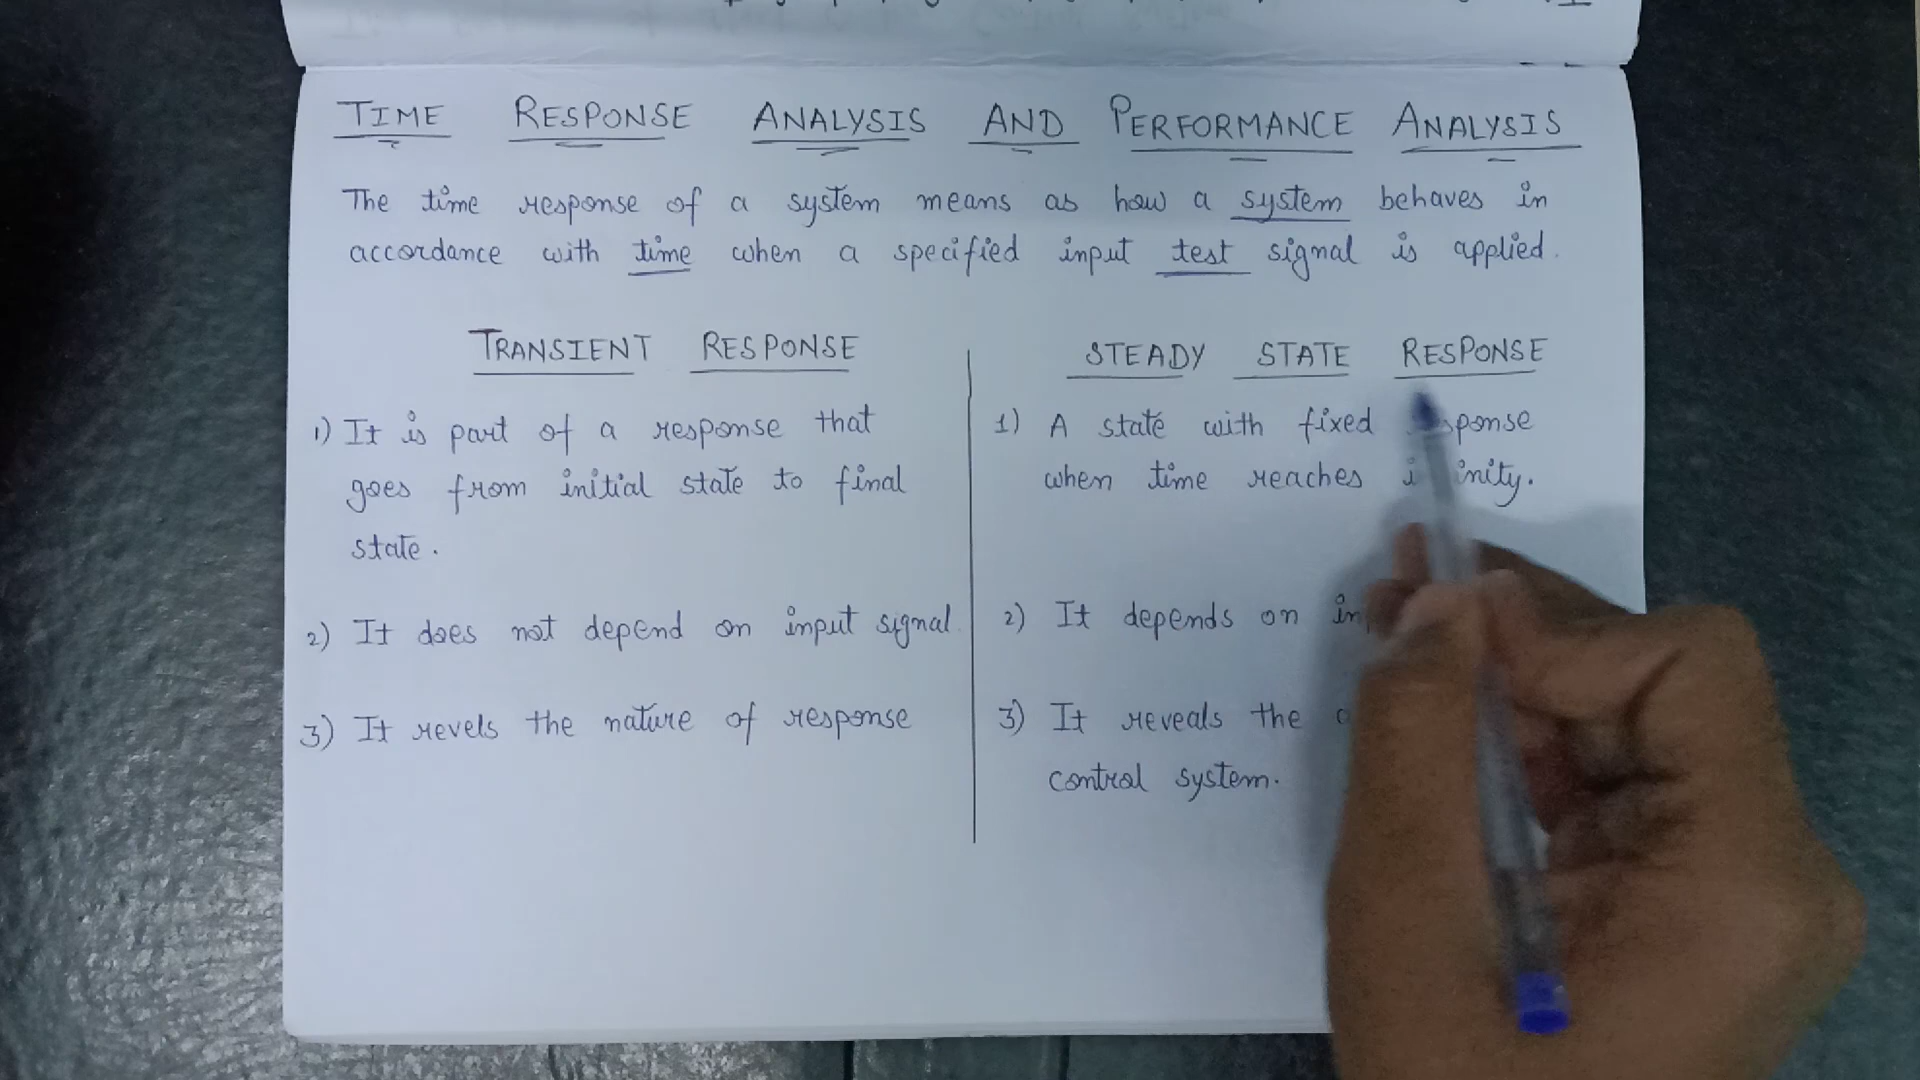 TIME RESPONSE ANALYSIS AND PERFORMANCE ANALYSIS
The time response of a system means as how a system behaves in
accordance with time when a specified input test signal is applied.
TRANSIENT RESPONSE
1) It is part of a response that
goes from initial state to final
state.
2) It does not depend on input signal.
3) It revels the nature of response
STEADY STATE RESPONSE
1) A state with fixed
when time reaches
2) It depends on
3) It reveals the
control system.